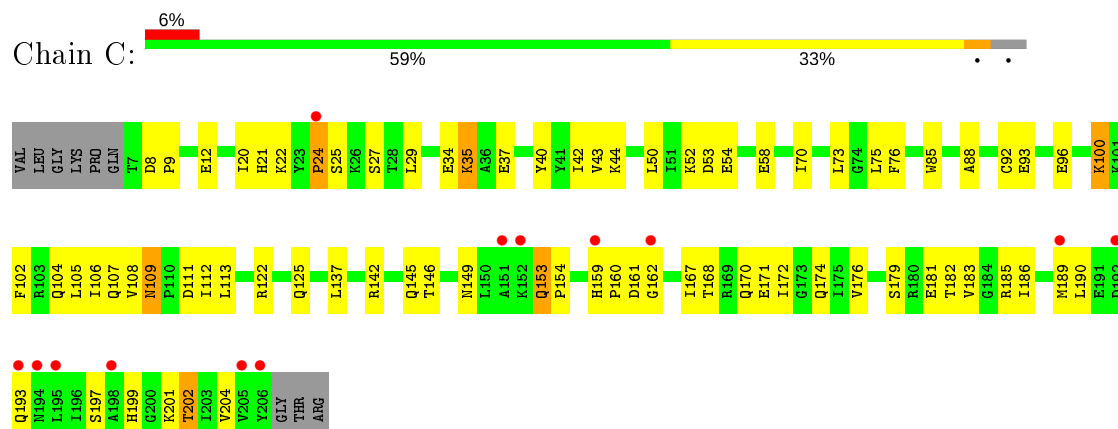 6%
Chain C:
59% 33% • •
VAL LEU GLY LYS PRO GLN T7 D8 P9 E12 I20 H21 K22 Y23 P24 S25 K26 S27 T28 L29 E34 K35 A36 E37 Y40 Y41 I42 V43 K44 L50 I51 K52 D53 E54 E58 I70 L73 G74 L75 F76 W85 A88 C92 E93 E96 K100 K101
F102 R103 Q104 L105 I106 Q107 V108 N109 P110 D111 I112 L113 R122 Q125 L137 R142 Q145 T146 N149 L150 A151 K152 Q153 P154 H159 P160 D161 G162 I167 T168 R169 Q170 E171 I172 G173 Q174 I175 V176 S179 R180 E181 T182 V183 G184 R185 I186 M189 L190 E191 D192
Q193 N194 L195 I196 S197 A198 H199 G200 K201 T202 I203 V204 V205 Y206 GLY THR ARG